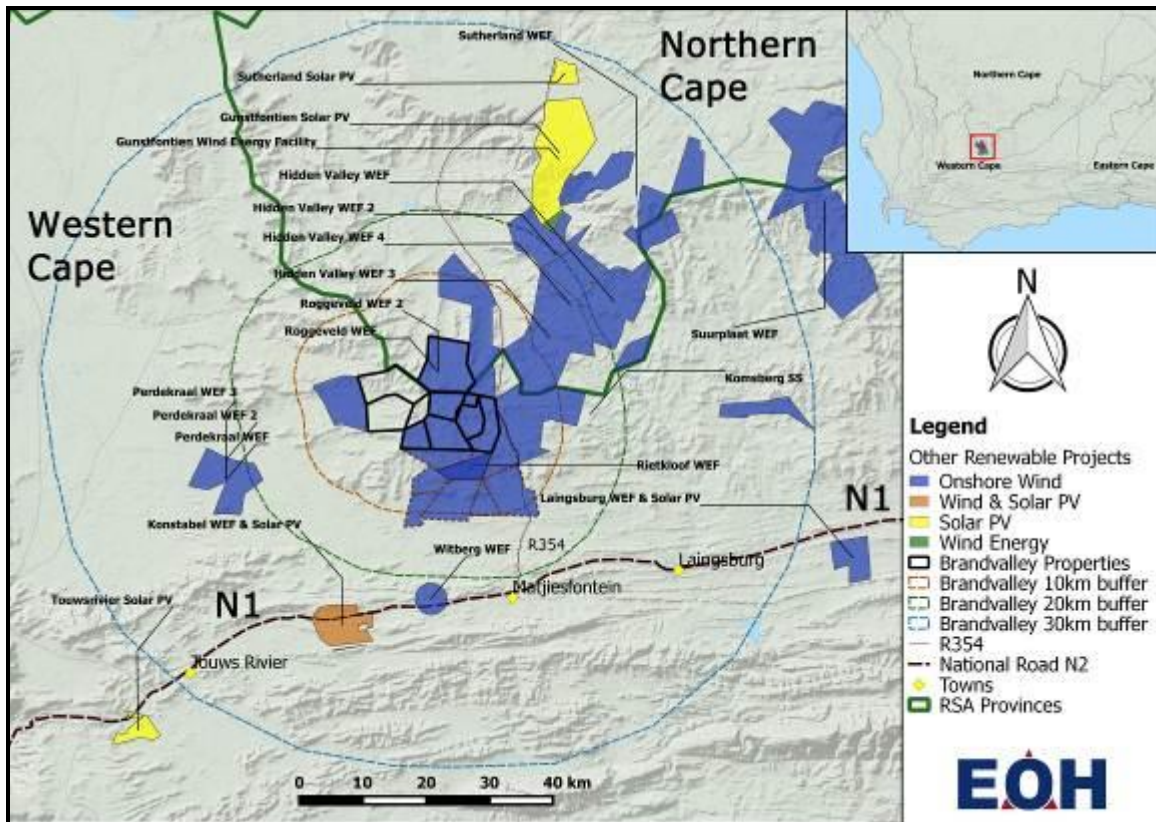 Sutherland WEF
Northern
Cape
Sutherland Solar PV
Gunstfontien Solar PV
Gunstfontien Wind Energy Facility
Hidden Valley WEF
Hidden Valley WEF 2
Western
Cape
Hidden Valley WEF 4
Hidden Valley WEF 3
Roggeveld WEF 2
Roggeveld WEF
Suurplaat WEF
Komsberg SS
Perdekraal WEF 3
Perdekraal WEF 2
Perdekraal WEF
Rietkloof WEF
Laingsburg WEF & Solar PV
N1
Konstabel WEF & Solar PV
Witberg WEF
R354
Laingsburg
Matjiesfontein
Touwsrivier Solar PV
N1
Touws Rivier
0 10 20 30 40 km
Northern Cape
Western Cape
Eastern Cape
N
Legend
Other Renewable Projects
Onshore Wind
Wind & Solar PV
Solar PV
Wind Energy
Brandvalley Properties
Brandvalley 10km buffer
Brandvalley 20km buffer
Brandvalley 30km buffer
R354
National Road N2
Towns
RSA Provinces
EOH